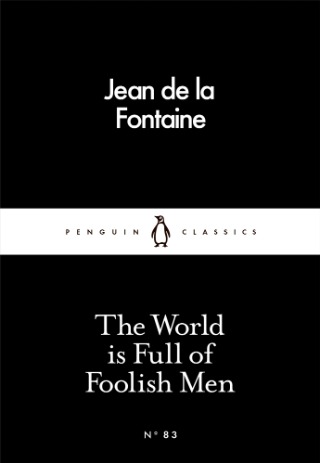 Jean de la
Fontaine
PENGUIN CLASSICS
The World
is Full of
Foolish Men
Nº 83